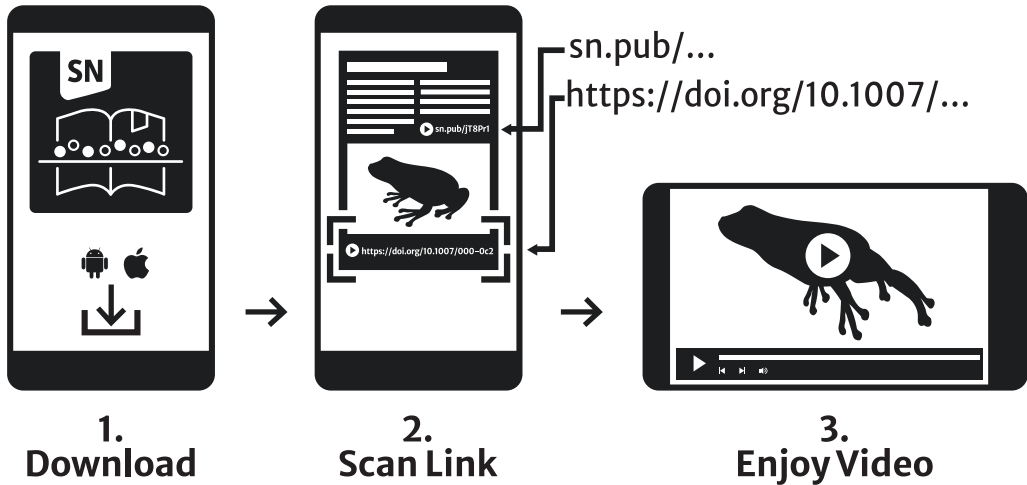 SN
sn.pub/...
https://doi.org/10.1007/...
sn.pub/jT8Pr1
https://doi.org/10.1007/000-0c2
1.
Download
2.
Scan Link
3.
Enjoy Video